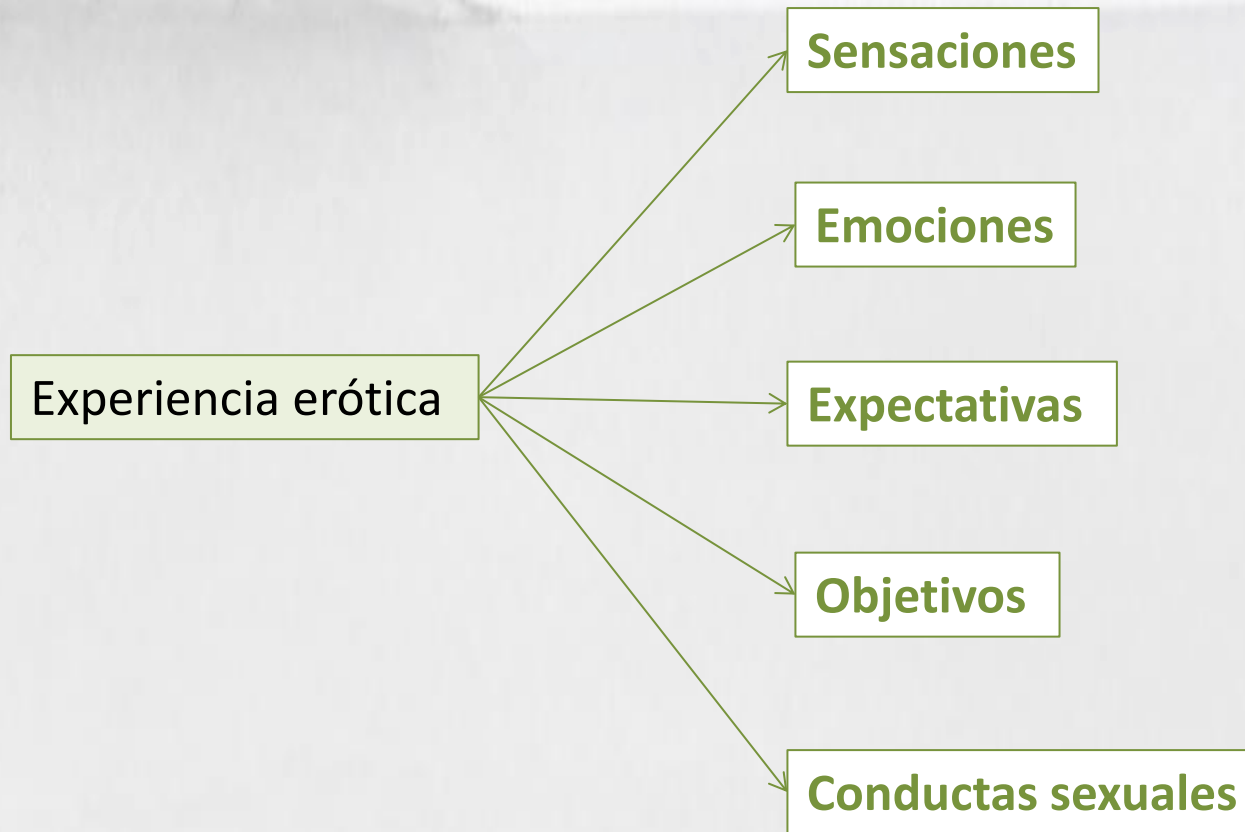 Sensaciones
Emociones
Experiencia erótica
Expectativas
Objetivos
Conductas sexuales